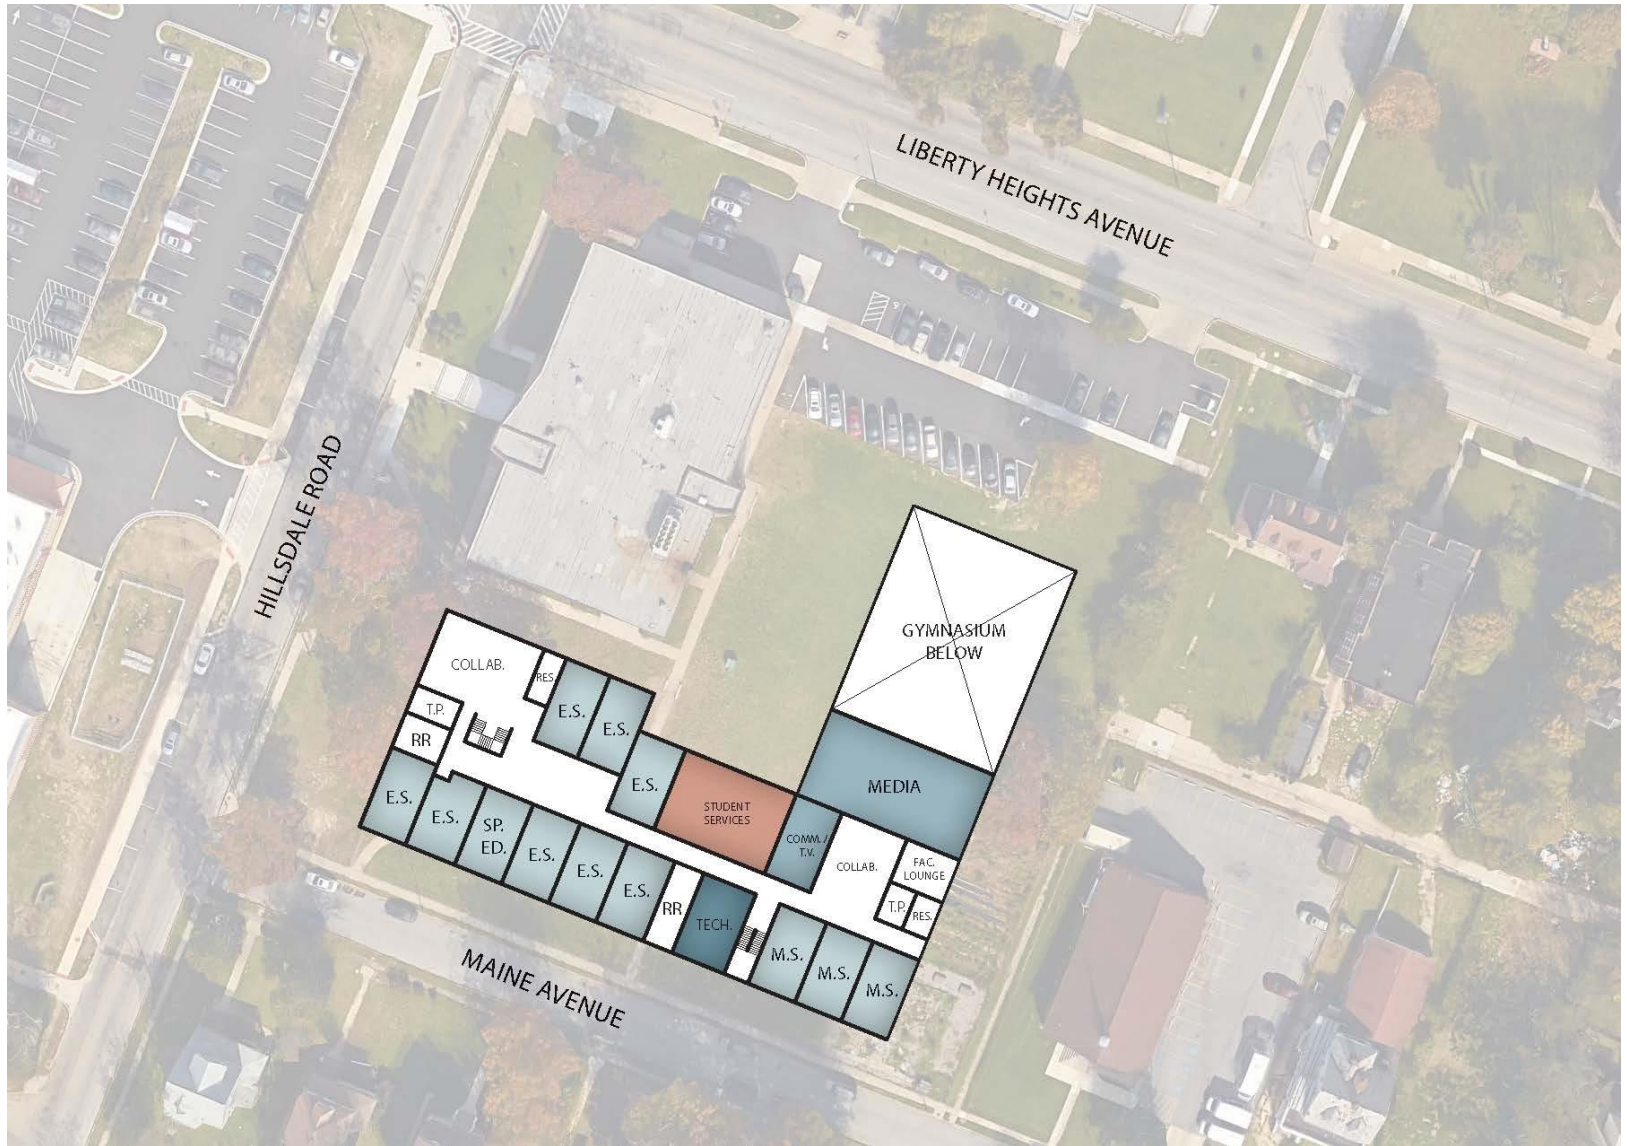 LIBERTY HEIGHTS AVENUE
HILLSDALE ROAD
GYMNASIUM
BELOW
COLLAB.
RES.
E.S.
E.S.
T.P.
RR
E.S.
MEDIA
STUDENT
SERVICES
E.S.
E.S.
SP.
ED.
E.S.
E.S.
E.S.
COMM./
T.V.
COLLAB.
FAC.
LOUNGE
T.P.
RES.
RR
TECH.
M.S.
M.S.
M.S.
MAINE AVENUE